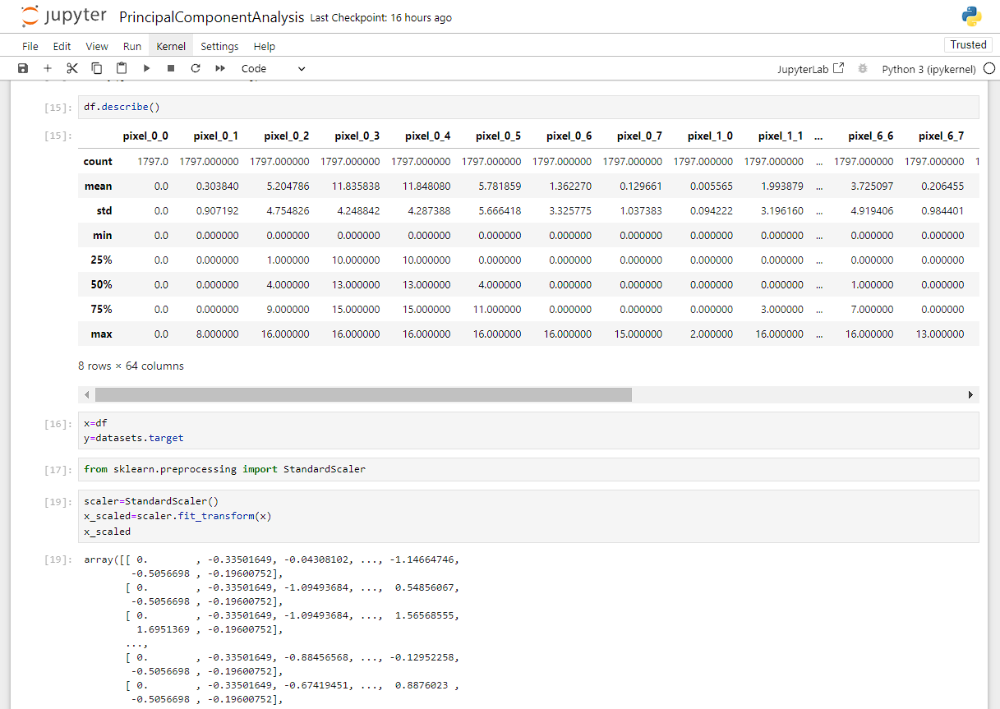 jupyter PrincipalComponentAnalysis Last Checkpoint: 16 hours ago
File Edit View Run Kernel Settings Help Trusted
Code JupyterLab Python 3 (ipykernel)
[15]: df.describe()
[15]: pixel_0_0 pixel_0_1 pixel_0_2 pixel_0_3 pixel_0_4 pixel_0_5 pixel_0_6 pixel_0_7 pixel_1_0 pixel_1_1 ... pixel_6_6 pixel_6_7
count 1797.0 1797.000000 1797.000000 1797.000000 1797.000000 1797.000000 1797.000000 1797.000000 1797.000000 1797.000000 ... 1797.000000 1797.000000 1
mean 0.0 0.303840 5.204786 11.835838 11.848080 5.781859 1.362270 0.129661 0.005565 1.993879 ... 3.725097 0.206455
std 0.0 0.907192 4.754826 4.248842 4.287388 5.666418 3.325775 1.037383 0.094222 3.196160 ... 4.919406 0.984401
min 0.0 0.000000 0.000000 0.000000 0.000000 0.000000 0.000000 0.000000 0.000000 0.000000 ... 0.000000 0.000000
25% 0.0 0.000000 1.000000 10.000000 10.000000 0.000000 0.000000 0.000000 0.000000 0.000000 ... 0.000000 0.000000
50% 0.0 0.000000 4.000000 13.000000 13.000000 4.000000 0.000000 0.000000 0.000000 0.000000 ... 1.000000 0.000000
75% 0.0 0.000000 9.000000 15.000000 15.000000 11.000000 0.000000 0.000000 0.000000 3.000000 ... 7.000000 0.000000
max 0.0 8.000000 16.000000 16.000000 16.000000 16.000000 16.000000 15.000000 2.000000 16.000000 ... 16.000000 13.000000
8 rows × 64 columns
[16]: x=df
y=datasets.target
[17]: from sklearn.preprocessing import StandardScaler
[19]: scaler=StandardScaler()
x_scaled=scaler.fit_transform(x)
x_scaled
[19]: array([[ 0. , -0.33501649, -0.04308102, ..., -1.14664746,
-0.5056698 , -0.19600752],
[ 0. , -0.33501649, -1.09493684, ..., 0.54856067,
-0.5056698 , -0.19600752],
[ 0. , -0.33501649, -1.09493684, ..., 1.56568555,
1.6951369 , -0.19600752],
...,
[ 0. , -0.33501649, -0.88456568, ..., -0.12952258,
-0.5056698 , -0.19600752],
[ 0. , -0.33501649, -0.67419451, ..., 0.8876023 ,
-0.5056698 , -0.19600752],